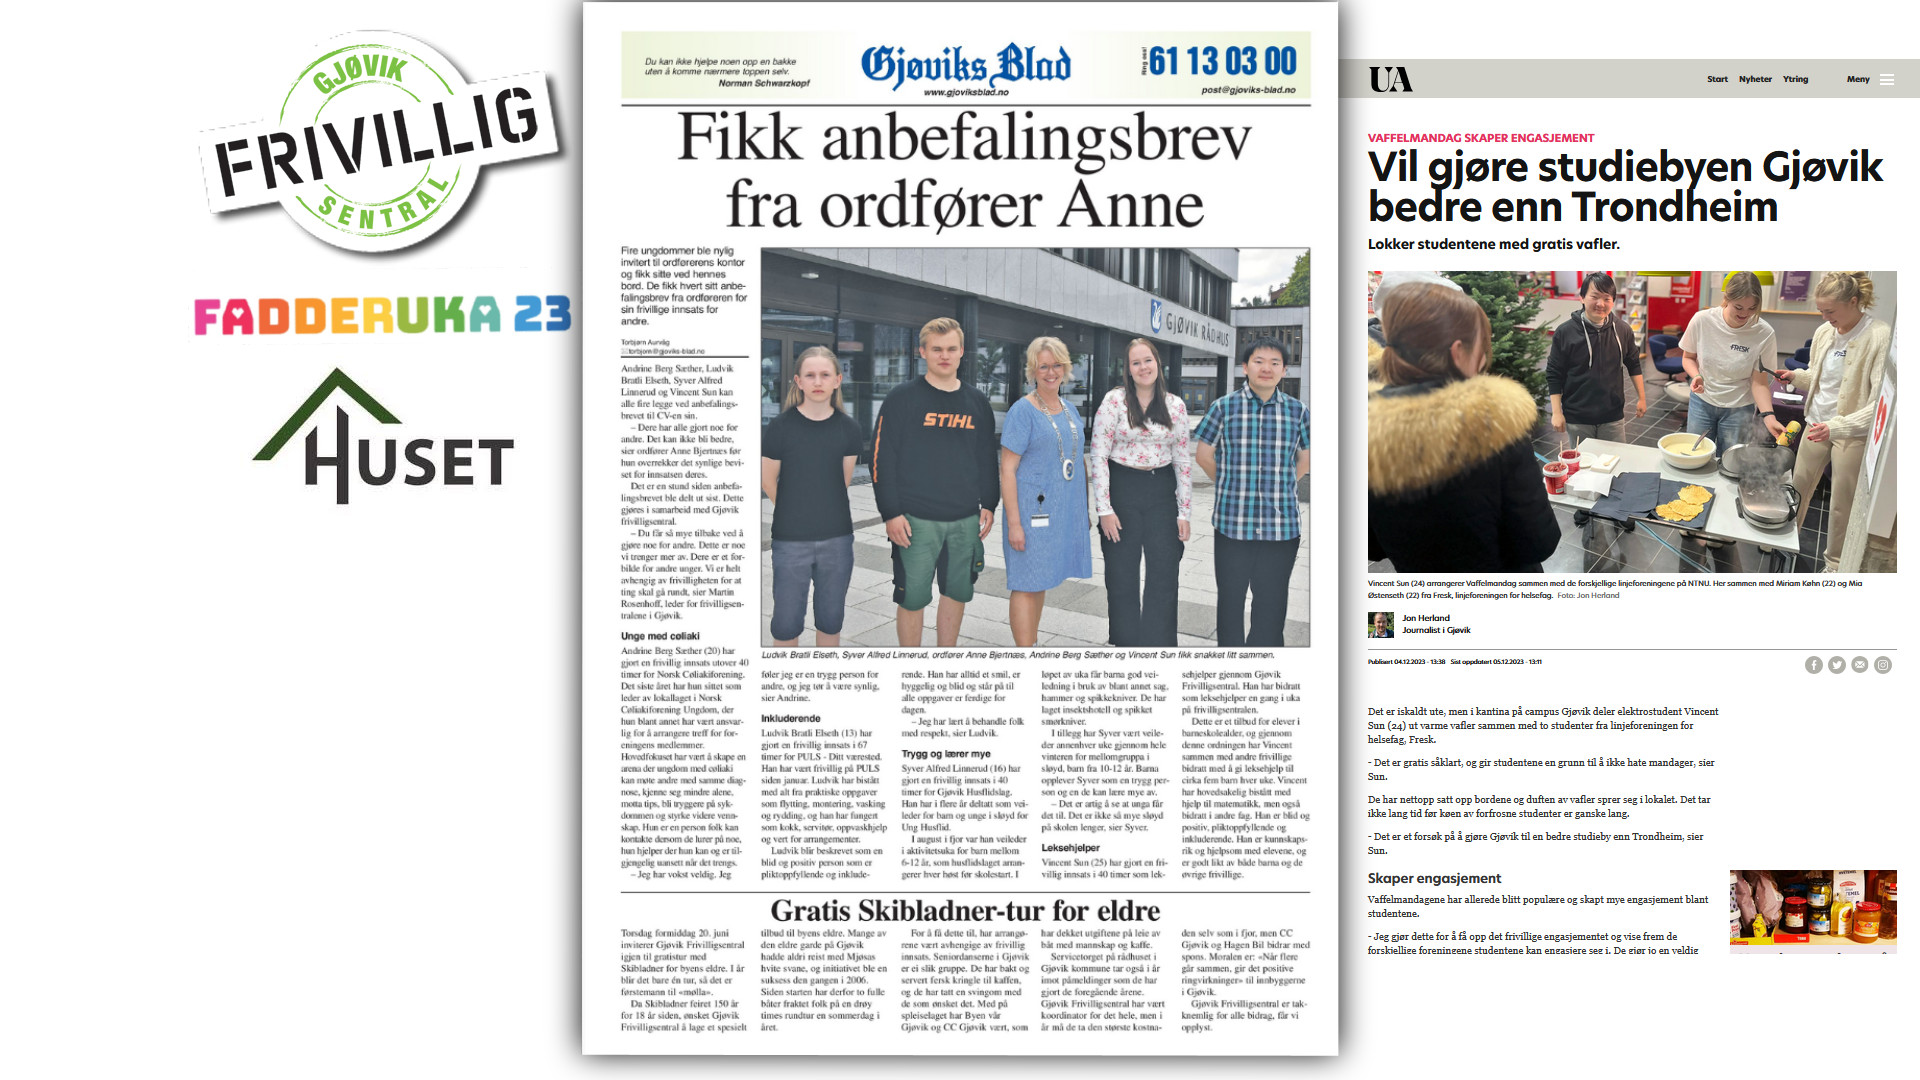 GJØVIK
FRIVILLIG
SENTRAL
FADDERUKA 23
HUSET
Du kan ikke hjelpe noen opp en bakke
uten å komme nærmere toppen selv.
Norman Schwarzkopf
Gjøviks Blad
www.gjoviksblad.no
Ring oss!
61 13 03 00
post@gjoviks-blad.no
Fikk anbefalingsbrev
fra ordfører Anne
Fire ungdommer ble nylig
invitert til ordførerens kontor
og fikk sitte ved hennes
bord. De fikk hvert sitt anbe-
falingsbrev fra ordføreren for
sin frivillige innsats for
andre.
Torbjørn Aurvåg
torbjorn@gjoviks-blad.no
Andrine Berg Sæther, Ludvik
Bratli Elseth, Syver Alfred
Linnerud og Vincent Sun kan
alle fire legge ved anbefalings-
brevet til CV-en sin.
– Dere har alle gjort noe for
andre. Det kan ikke bli bedre,
sier ordfører Anne Bjertnæs før
hun overrekker det synlige bevi-
set for innsatsen deres.
Det er en stund siden anbefa-
lingsbrevet ble delt ut sist. Dette
gjøres i samarbeid med Gjøvik
frivilligsentral.
– Du får så mye tilbake ved å
gjøre noe for andre. Dette er noe
vi trenger mer av. Dere er et for-
bilde for andre unger. Vi er helt
avhengig av frivilligheten for at
ting skal gå rundt, sier Martin
Rosenhoff, leder for frivilligsen-
tralene i Gjøvik.
Unge med cøliaki
Andrine Berg Sæther (20) har
gjort en frivillig innsats utover 40
timer for Norsk Cøliakiforening.
Det siste året har hun sittet som
leder av lokallaget i Norsk
Cøliakiforening Ungdom, der
hun blant annet har vært ansvar-
lig for å arrangere treff for for-
eningens medlemmer.
Hovedfokuset har vært å skape en
arena der ungdom med cøliaki
kan møte andre med samme diag-
nose, kjenne seg mindre alene,
motta tips, bli tryggere på syk-
dommen og styrke videre venn-
skap. Hun er en person folk kan
kontakte dersom de lurer på noe,
hun hjelper der hun kan og er til-
gjengelig uansett når det trengs.
– Jeg har vokst veldig. Jeg
GJØVIK RÅDHUS
STIHL
Ludvik Bratli Elseth, Syver Alfred Linnerud, ordfører Anne Bjertnæs, Andrine Berg Sæther og Vincent Sun fikk snakket litt sammen.
føler jeg er en trygg person for
andre, og jeg tør å være synlig,
sier Andrine.
Inkluderende
Ludvik Bratli Elseth (13) har
gjort en frivillig innsats i 67
timer for PULS - Ditt værested.
Han har vært frivillig på PULS
siden januar. Ludvik har bistått
med alt fra praktiske oppgaver
som flytting, montering, vasking
og rydding, og han har fungert
som kokk, servitør, oppvaskhjelp
og vert for arrangementer.
Ludvik blir beskrevet som en
blid og positiv person som er
pliktoppfyllende og inklude-
rende. Han har alltid et smil, er
hyggelig og blid og står på til
alle oppgaver er ferdige for
dagen.
– Jeg har lært å behandle folk
med respekt, sier Ludvik.
Trygg og lærer mye
Syver Alfred Linnerud (16) har
gjort en frivillig innsats i 40
timer for Gjøvik Husflidslag.
Han har i flere år deltatt som vei-
leder for barn og unge i sløyd for
Ung Husflid.
I august i fjor var han veileder
i aktivitetsuka for barn mellom
6-12 år, som husflidslaget arran-
gerer hver høst før skolestart. I
løpet av uka får barna god vei-
ledning i bruk av blant annet sag,
hammer og spikkekniver. De har
laget insektshotell og spikket
smørkniver.
I tillegg har Syver vært veile-
der annenhver uke gjennom hele
vinteren for mellomgruppa i
sløyd, barn fra 10-12 år. Barna
opplever Syver som en trygg per-
son og en de kan lære mye av.
– Det er artig å se at unga får
det til. Det er ikke så mye sløyd
på skolen lenger, sier Syver.
Leksehjelper
Vincent Sun (25) har gjort en fri-
villig innsats i 40 timer som lek-
sehjelper gjennom Gjøvik
Frivilligsentral. Han har bidratt
som leksehjelper en gang i uka
på frivilligsentralen.
Dette er et tilbud for elever i
barneskolealder, og gjennom
denne ordningen har Vincent
sammen med andre frivillige
bidratt med å gi leksehjelp til
cirka fem barn hver uke. Vincent
har hovedsakelig bistått med
hjelp til matematikk, men også
bidratt i andre fag. Han er blid og
positiv, pliktoppfyllende og
inkluderende. Han er kunnskaps-
rik og hjelpsom med elevene, og
er godt likt av både barna og de
øvrige frivillige.
Gratis Skibladner-tur for eldre
Torsdag formiddag 20. juni
inviterer Gjøvik Frivilligsentral
igjen til gratistur med
Skibladner for byens eldre. I år
blir det bare én tur, så det er
førstemann til «mølla».
Da Skibladner feiret 150 år
for 18 år siden, ønsket Gjøvik
Frivilligsentral å lage et spesielt
tilbud til byens eldre. Mange av
den eldre garde på Gjøvik
hadde aldri reist med Mjøsas
hvite svane, og initiativet ble en
suksess den gangen i 2006.
Siden starten har derfor to fulle
båter fraktet folk på en drøy
times rundtur en sommerdag i
året.
For å få dette til, har arrangø-
rene vært avhengige av frivillig
innsats. Seniordanserne i Gjøvik
er ei slik gruppe. De har bakt og
servert fersk kringle til kaffen,
og de har tatt en svingom med
de som ønsket det. Med på
spleiselaget har Byen vår
Gjøvik og CC Gjøvik vært, som
har dekket utgiftene på leie av
båt med mannskap og kaffe.
Servicetorget på rådhuset i
Gjøvik kommune tar også i år
imot påmeldinger som de har
gjort de foregående årene.
Gjøvik Frivilligsentral har vært
koordinator for det hele, men i
år må de ta den største kostna-
den selv som i fjor, men CC
Gjøvik og Hagen Bil bidrar med
spons. Moralen er: «Når flere
går sammen, gir det positive
ringvirkninger» til innbyggerne
i Gjøvik.
Gjøvik Frivilligsentral er tak-
knemlig for alle bidrag, får vi
opplyst.
UA
Start Nyheter Ytring Meny
VAFFELMANDAG SKAPER ENGASJEMENT
Vil gjøre studiebyen Gjøvik
bedre enn Trondheim
Lokker studentene med gratis vafler.
FRESK
Vincent Sun (24) arrangerer Vaffelmandag sammen med de forskjellige linjeforeningene på NTNU. Her sammen med Miriam Køhn (22) og Mia
Østenseth (22) fra Fresk, linjeforeningen for helsefag. Foto: Jon Herland
Jon Herland
Journalist i Gjøvik
Publisert 04.12.2023 - 13:38 Sist oppdatert 05.12.2023 - 13:11
Det er iskaldt ute, men i kantina på campus Gjøvik deler elektrostudent Vincent
Sun (24) ut varme vafler sammen med to studenter fra linjeforeningen for
helsefag, Fresk.
- Det er gratis såklart, og gir studentene en grunn til å ikke hate mandager, sier
Sun.
De har nettopp satt opp bordene og duften av vafler sprer seg i lokalet. Det tar
ikke lang tid før køen av forfrosne studenter er ganske lang.
- Det er et forsøk på å gjøre Gjøvik til en bedre studieby enn Trondheim, sier
Sun.
Skaper engasjement
Vaffelmandagene har allerede blitt populære og skapt mye engasjement blant
studentene.
- Jeg gjør dette for å få opp det frivillige engasjementet og vise frem de
forskjellige foreningene studentene kan engasjere seg i. De gjør jo en veldig